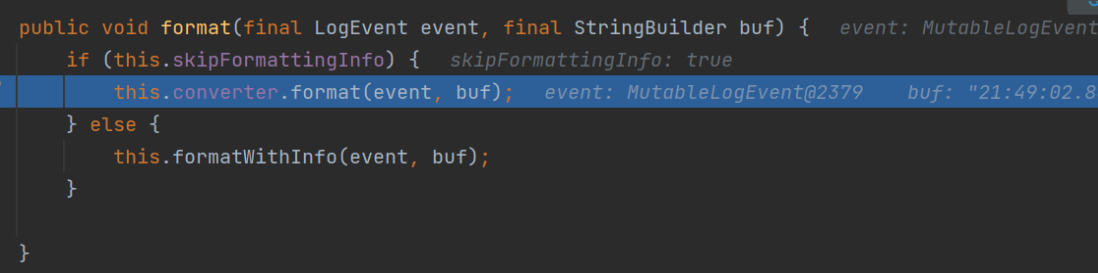 public void format(final LogEvent event, final StringBuilder buf) {   event: MutableLogEvent
    if (this.skipFormattingInfo) {   skipFormattingInfo: true
        this.converter.format(event, buf);   event: MutableLogEvent@2379    buf: "21:49:02.8
    } else {
        this.formatWithInfo(event, buf);
    }
}